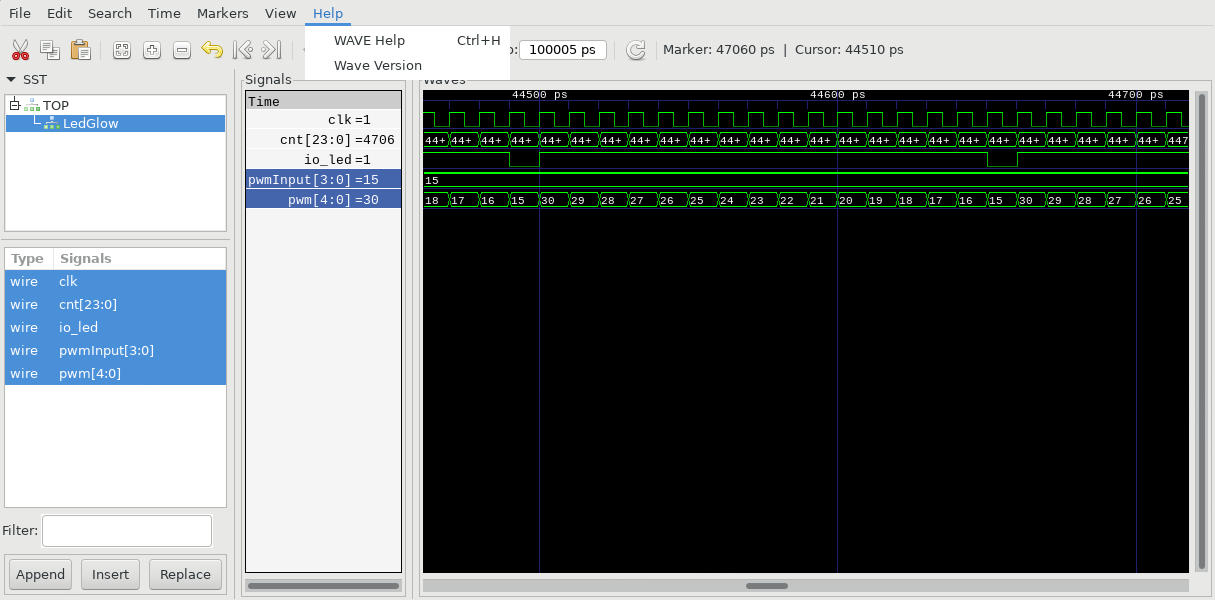 File Edit Search Time Markers View Help
WAVE Help Ctrl+H
Wave Version
100005 ps
Marker: 47060 ps | Cursor: 44510 ps
SST
TOP
LedGlow
Type Signals
wire clk
wire cnt[23:0]
wire io_led
wire pwmInput[3:0]
wire pwm[4:0]
Filter:
Append Insert Replace
Signals
Time
clk =1
cnt[23:0] =4706
io_led =1
pwmInput[3:0] =15
pwm[4:0] =30
Waves
44500 ps 44600 ps 44700 ps
44+ 44+ 44+ 44+ 44+ 44+ 44+ 44+ 44+ 44+ 44+ 44+ 44+ 44+ 44+ 44+ 44+ 44+ 44+ 44+ 44+ 44+ 44+ 44+ 44+ 447
15
18 17 16 15 30 29 28 27 26 25 24 23 22 21 20 19 18 17 16 15 30 29 28 27 26 25